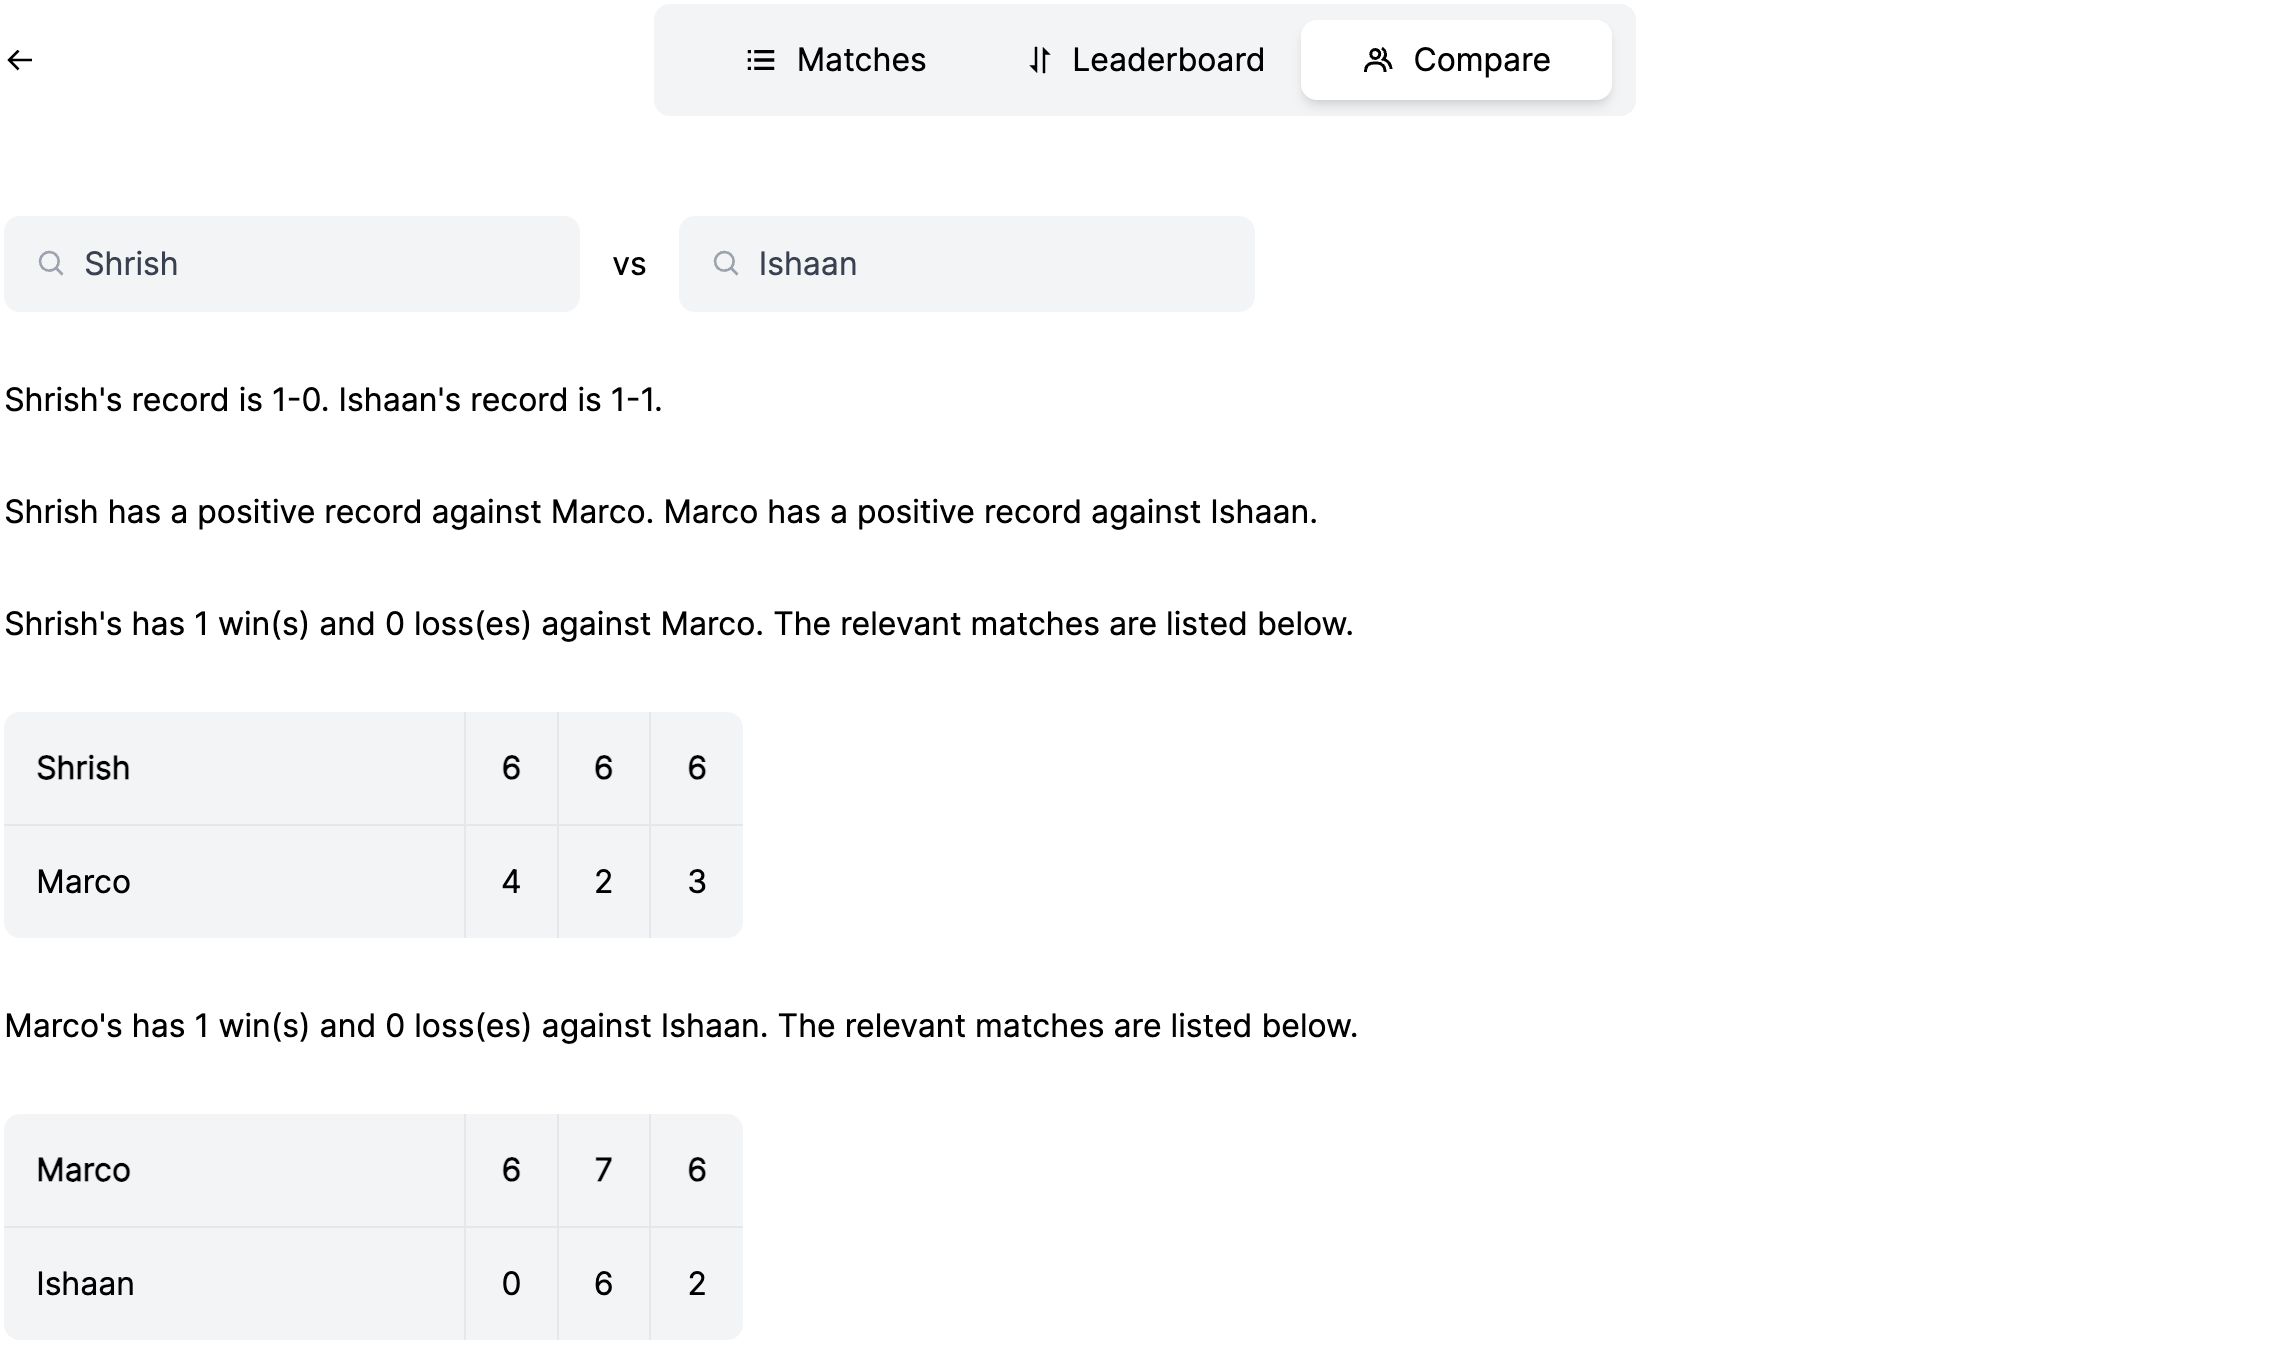 Matches Leaderboard Compare
Shrish vs Ishaan
Shrish's record is 1-0. Ishaan's record is 1-1.
Shrish has a positive record against Marco. Marco has a positive record against Ishaan.
Shrish's has 1 win(s) and 0 loss(es) against Marco. The relevant matches are listed below.
Shrish 6 6 6
Marco 4 2 3
Marco's has 1 win(s) and 0 loss(es) against Ishaan. The relevant matches are listed below.
Marco 6 7 6
Ishaan 0 6 2